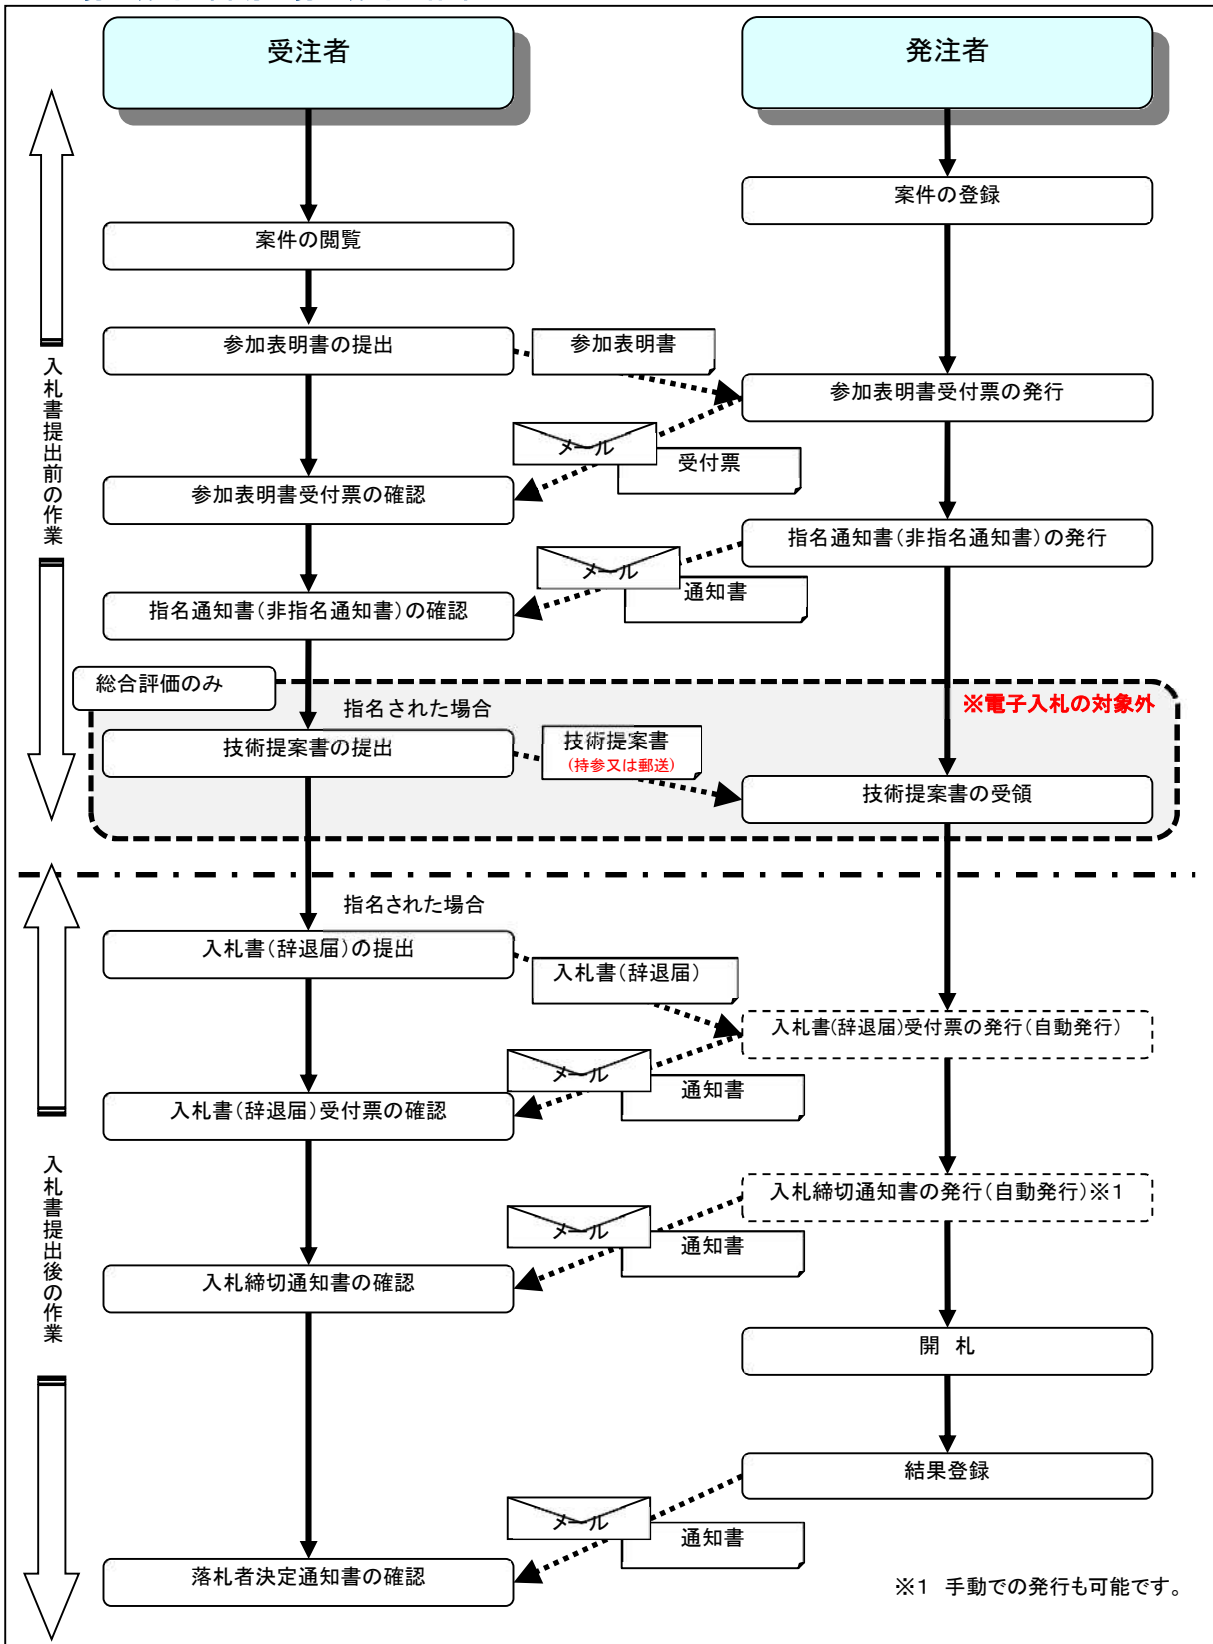 受注者
発注者
案件の登録
案件の閲覧
参加表明書の提出
参加表明書
参加表明書受付票の発行
メール
受付票
参加表明書受付票の確認
指名通知書(非指名通知書)の発行
メール
通知書
指名通知書(非指名通知書)の確認
入札書提出前の作業
総合評価のみ
指名された場合
※電子入札の対象外
技術提案書の提出
技術提案書
(持参又は郵送)
技術提案書の受領
指名された場合
入札書(辞退届)の提出
入札書(辞退届)
入札書(辞退届)受付票の発行(自動発行)
メール
通知書
入札書(辞退届)受付票の確認
入札締切通知書の発行(自動発行)※1
メール
通知書
入札締切通知書の確認
入札書提出後の作業
開 札
結果登録
メール
通知書
落札者決定通知書の確認
※1 手動での発行も可能です。